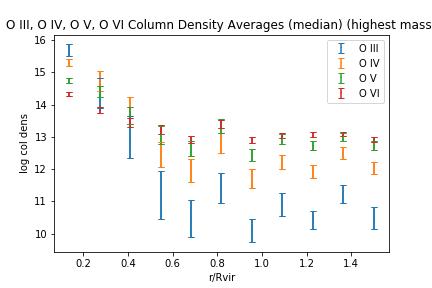 O III, O IV, O V, O VI Column Density Averages (median) (highest mass
16
15
14
13
12
11
10
log col dens
O III
O IV
O V
O VI
0.2
0.4
0.6
0.8
1.0
1.2
1.4
r/Rvir